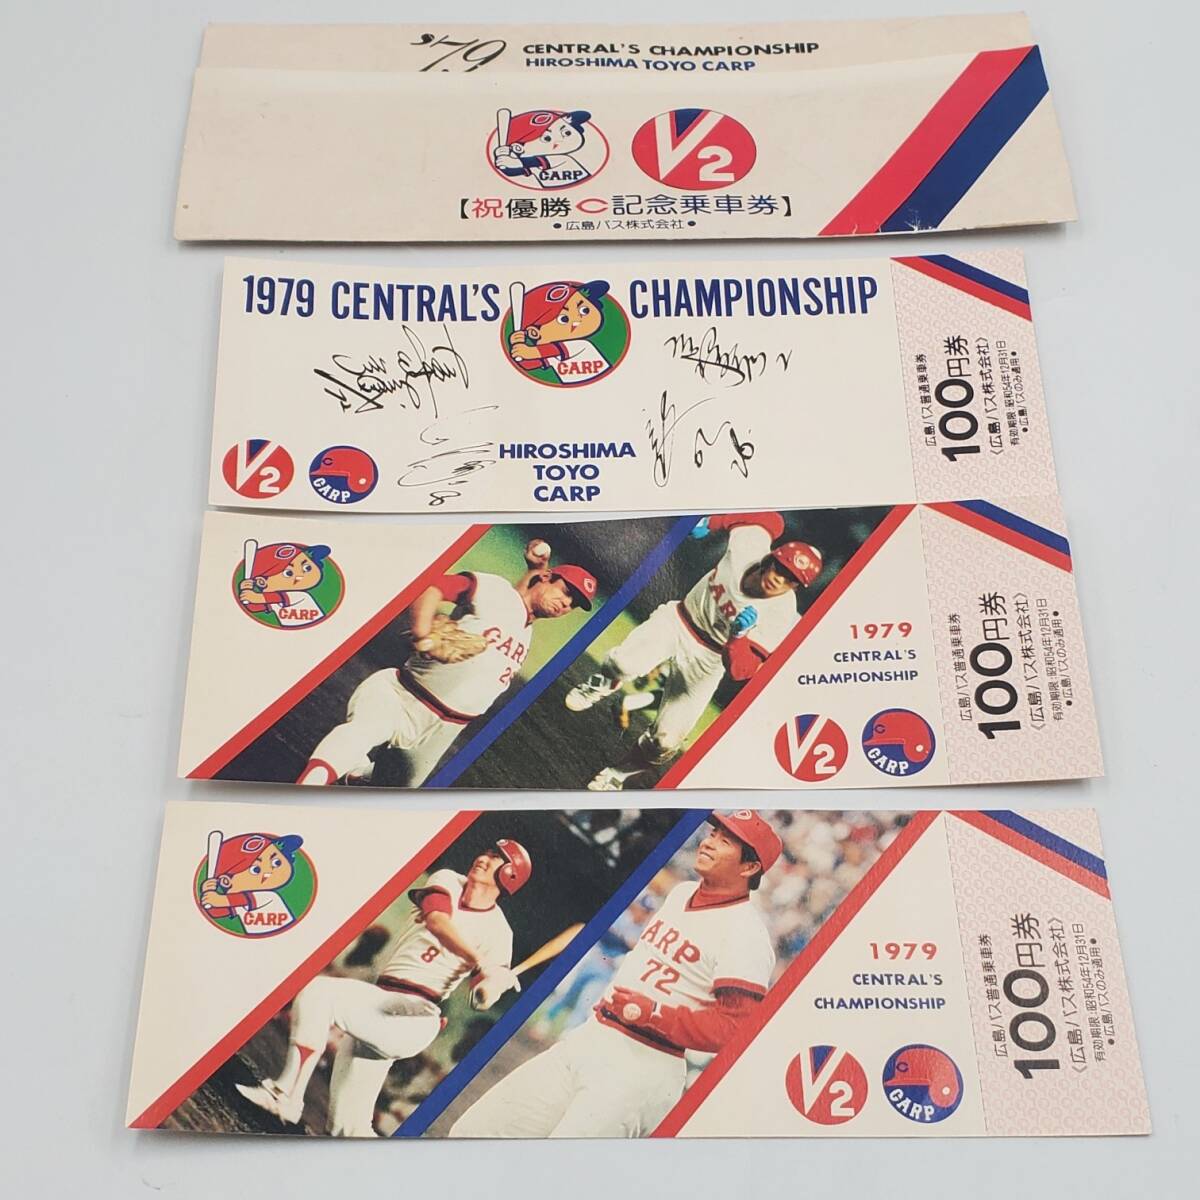 '79
CENTRAL'S CHAMPIONSHIP
HIROSHIMA TOYO CARP
CARP
V2
【祝優勝C記念乗車券】
●広島バス株式会社●
1979 CENTRAL'S CHAMPIONSHIP
C
CARP
V2
CARP
HIROSHIMA
TOYO
CARP
広島バス普通乗車券
100円券
《広島バス株式会社》
有効期限:昭和54年12月31日
●広島バスのみ通用●
C
CARP
CARP
1979
CENTRAL'S
CHAMPIONSHIP
V2
CARP
広島バス普通乗車券
100円券
《広島バス株式会社》
有効期限:昭和54年12月31日
●広島バスのみ通用●
C
CARP
8
ARP
72
1979
CENTRAL'S
CHAMPIONSHIP
V2
CARP
広島バス普通乗車券
100円券
《広島バス株式会社》
有効期限:昭和54年12月31日
●広島バスのみ通用●